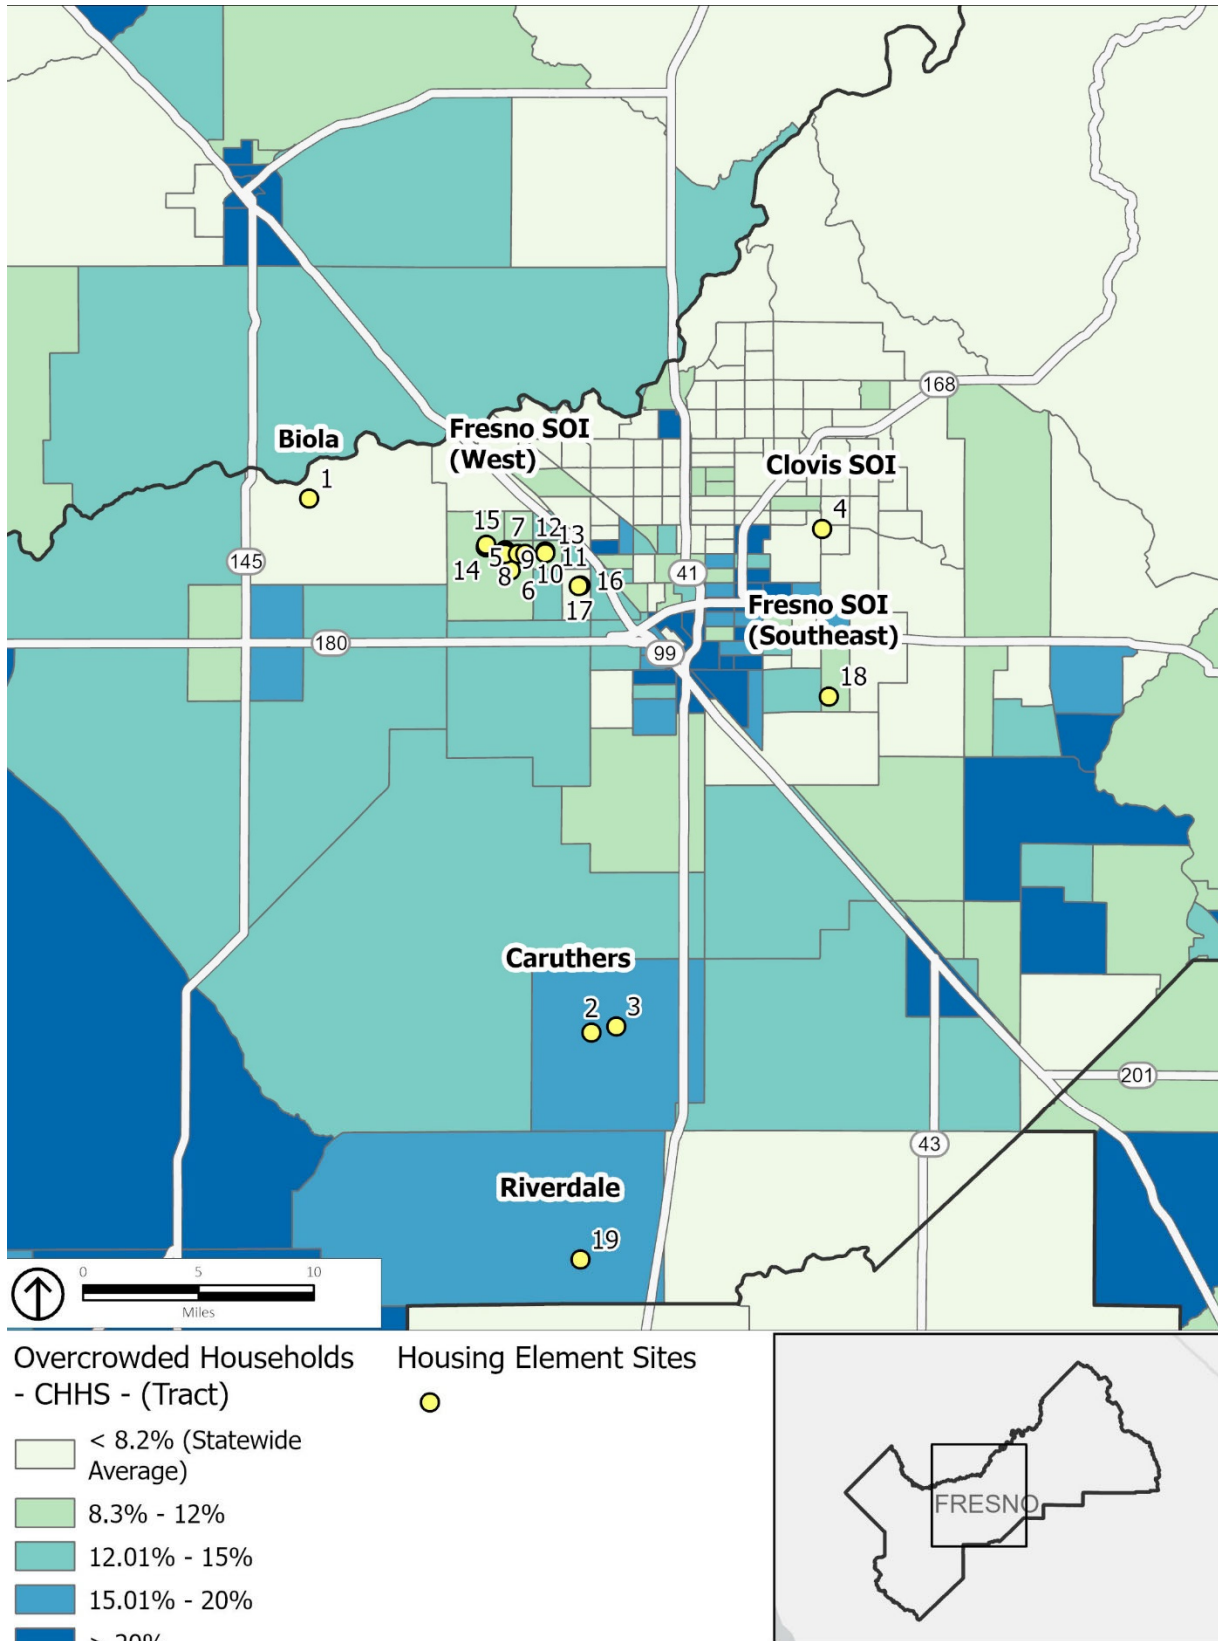 168
Biola
Fresno SOI
(West)
Clovis SOI
1
4
15
7
12
13
145
14
5
9
11
41
8
10
16
6
17
Fresno SOI
(Southeast)
180
99
18
Caruthers
2
3
201
43
Riverdale
19
0
5
10
Miles
Overcrowded Households
- CHHS - (Tract)
< 8.2% (Statewide
Average)
8.3% - 12%
12.01% - 15%
15.01% - 20%
> 20%
Housing Element Sites
FRESNO